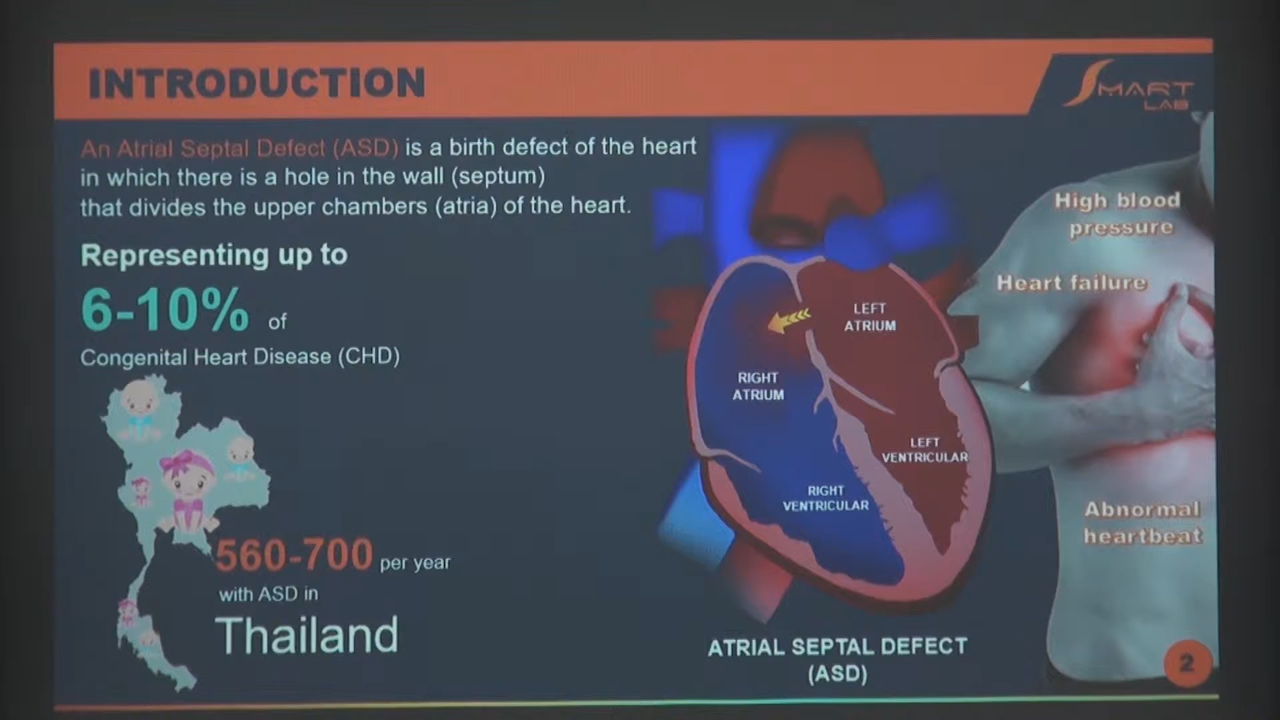 INTRODUCTION
SMART
LAB
An Atrial Septal Defect (ASD) is a birth defect of the heart
in which there is a hole in the wall (septum)
that divides the upper chambers (atria) of the heart.
Representing up to
6-10% of
Congenital Heart Disease (CHD)
560-700 per year
with ASD in
Thailand
LEFT
ATRIUM
RIGHT
ATRIUM
LEFT
VENTRICULAR
RIGHT
VENTRICULAR
ATRIAL SEPTAL DEFECT
(ASD)
High blood
pressure
Heart failure
Abnormal
heartbeat
2